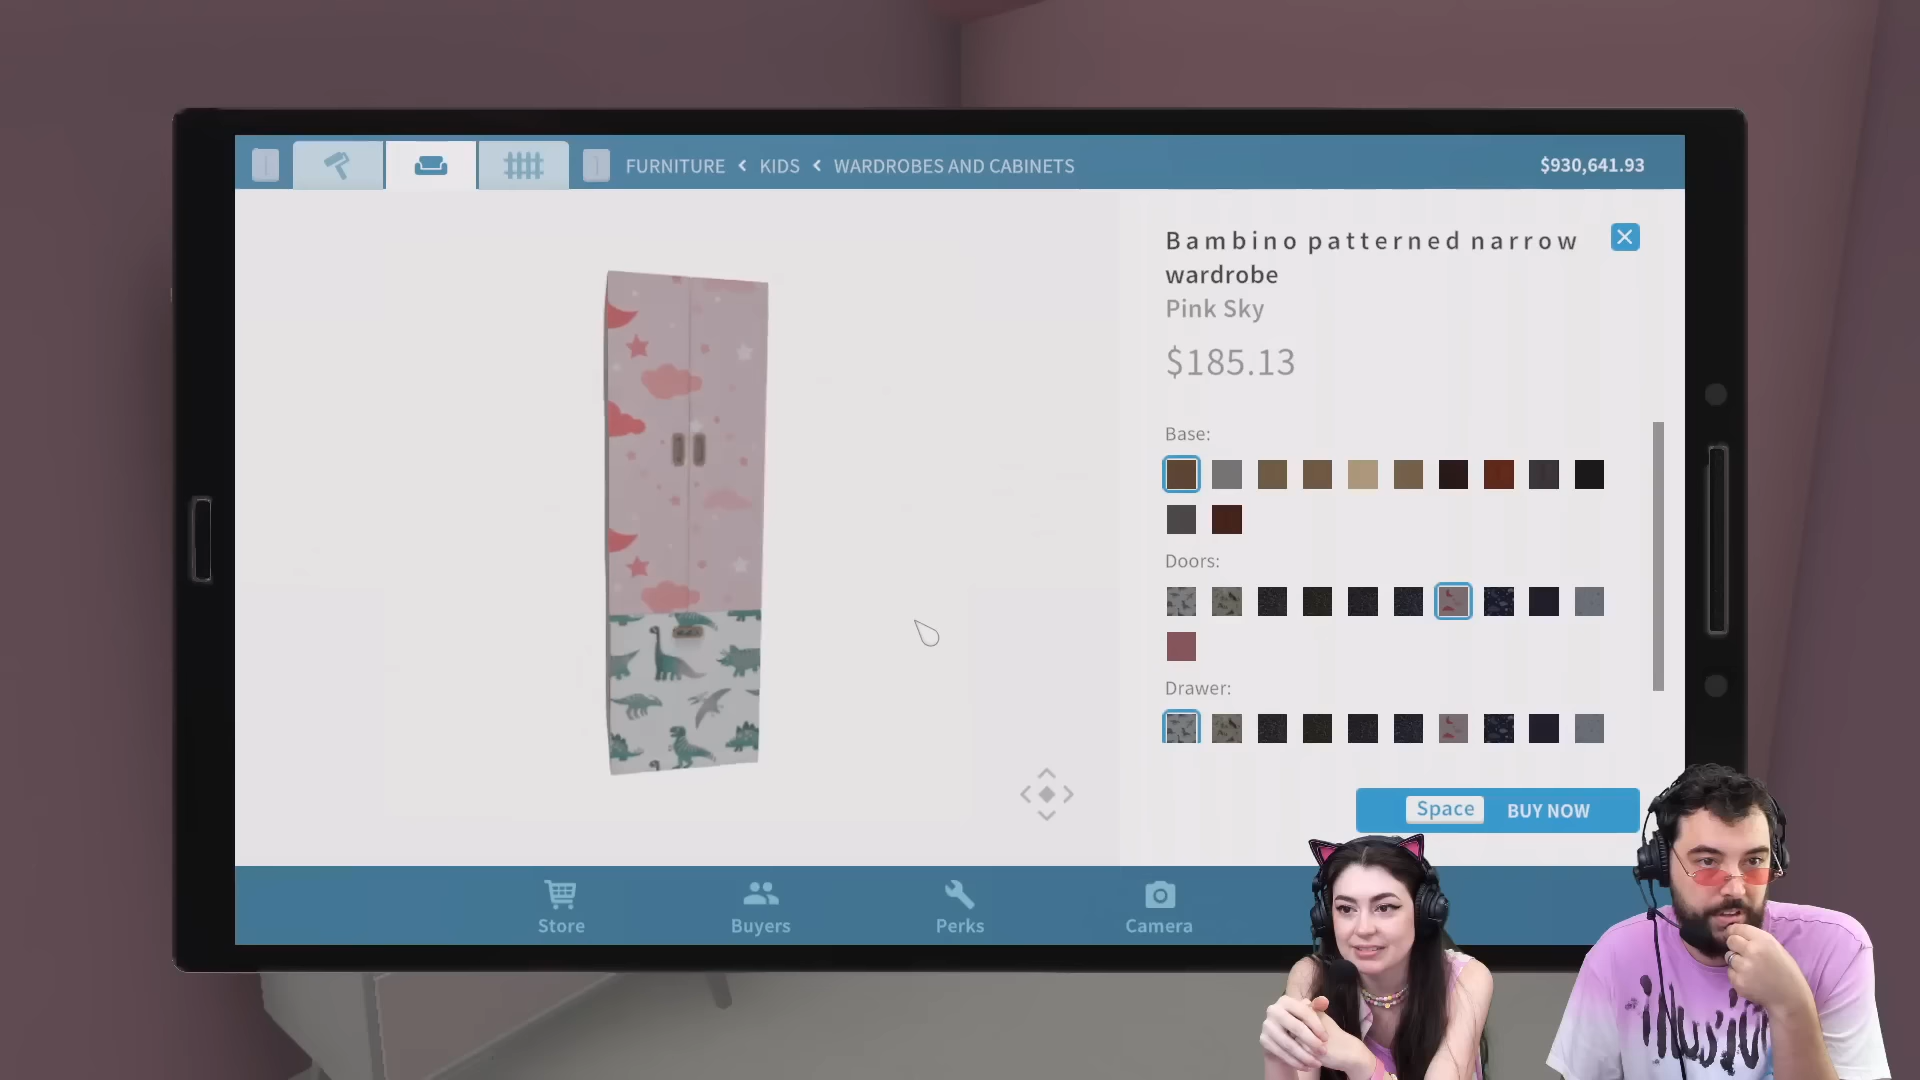 FURNITURE < KIDS < WARDROBES AND CABINETS
$930,641.93
Bambino patterned narrow
wardrobe
Pink Sky
$185.13
Base:
Doors:
Drawer:
Space BUY NOW
Store
Buyers
Perks
Camera